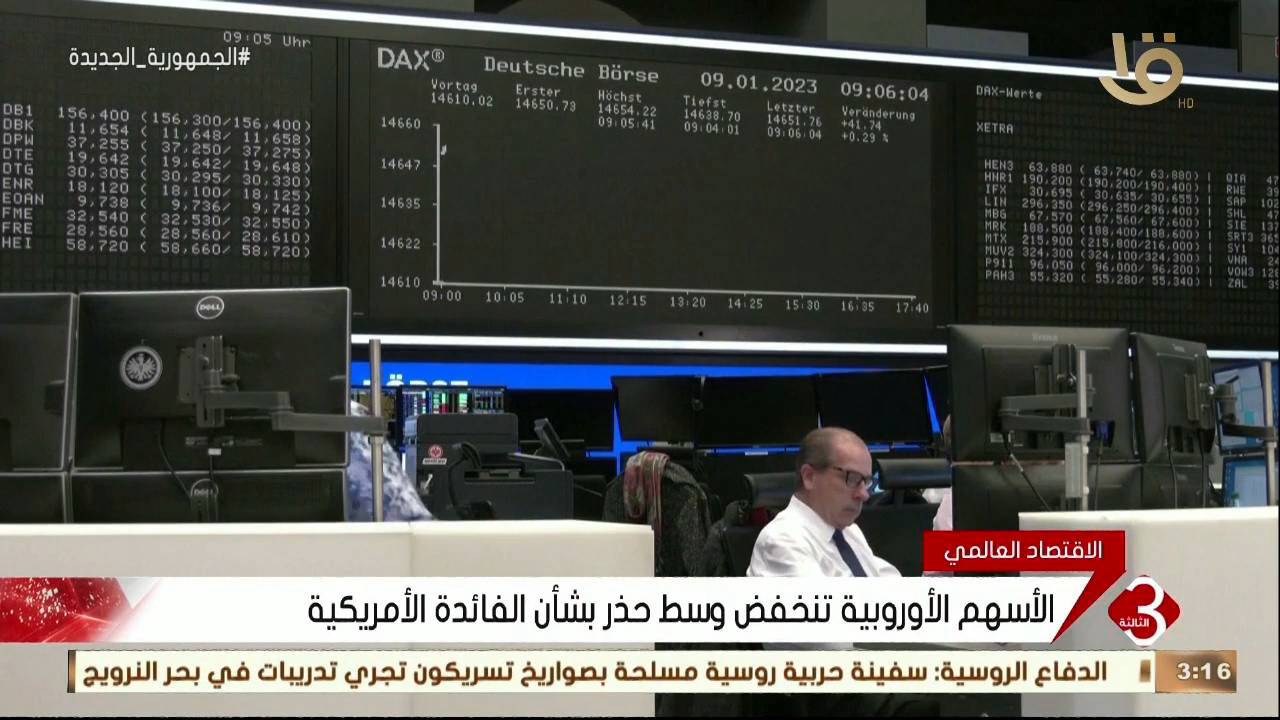 #الجمهورية_الجديدة
HD
09:05 Uhr
DB1 156,400 (156,300/156,400)
DBK 11,654 ( 11,648/ 11,658)
DPW 37,255 ( 37,250/ 37,275)
DTE 19,642 ( 19,642/ 19,648)
DTG 30,305 ( 30,295/ 30,330)
ENR 18,120 ( 18,100/ 18,125)
EOAN 9,738 ( 9,736/ 9,742)
FME 32,540 ( 32,530/ 32,550)
FRE 28,560 ( 28,560/ 28,610)
HEI 58,720 ( 58,660/ 58,720)
DAX® Deutsche Börse 09.01.2023 09:06:04
Vortag Erster Höchst Tiefst Letzter Veränderung
14610.02 14650.73 14654.22 14638.70 14651.76 +41.74
09:05:41 09:04:01 09:06:04 +0.29 %
14660
14647
14635
14622
14610
09:00 10:05 11:10 12:15 13:20 14:25 15:30 16:35 17:40
DAX-Werte
XETRA
HEN3 63,880 ( 63,740/ 63,880) | QIA 47
HNR1 190,200 (190,200/190,400) | RWE 39
IFX 30,695 ( 30,635/ 30,655) | SAP 102
LIN 296,350 (296,250/296,400) | SHL 47
MBG 67,570 ( 67,560/ 67,600) | SIE 13
MRK 188,500 (188,400/188,600) | SRT3 36
MTX 215,900 (215,800/216,000) | SY1 104
MUV2 324,300 (324,100/324,300) | VNA 24
P911 96,050 ( 96,000/ 96,200) | VOW3 12
PAH3 55,320 ( 55,280/ 55,340) | ZAL 39
DELL
BÖRSE
DELL
الاقتصاد العالمي
الأسهم الأوروبية تنخفض وسط حذر بشأن الفائدة الأمريكية
3 الثالثة
الدفاع الروسية: سفينة حربية روسية مسلحة بصواريخ تسريكون تجري تدريبات في بحر النرويج
3:16